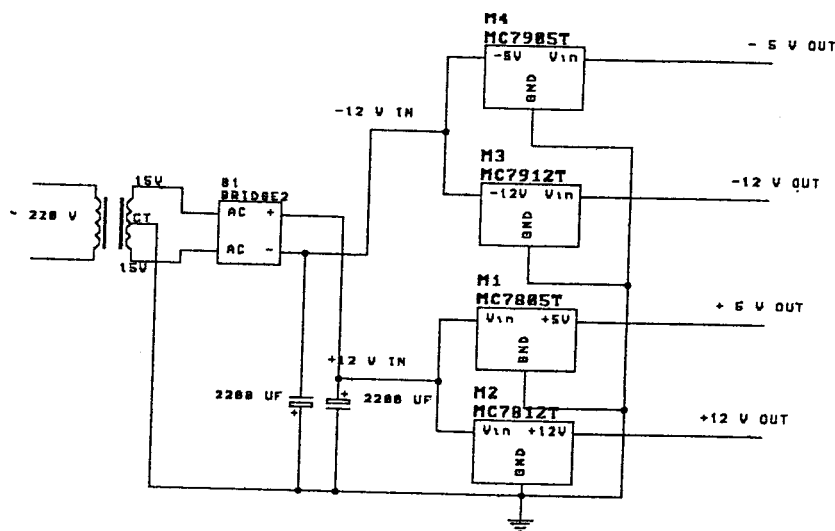 M4
MC7905T
-5V Vin
GND
- 5 V OUT
-12 V IN
M3
MC7912T
-12V Vin
GND
-12 V OUT
15V
B1
BRIDGE2
AC +
AC -
~ 220 V
CT
15V
M1
MC7805T
Vin +5V
GND
+ 5 V OUT
+12 V IN
2200 UF
+
+
2200 UF
M2
MC7812T
Vin +12V
GND
+12 V OUT